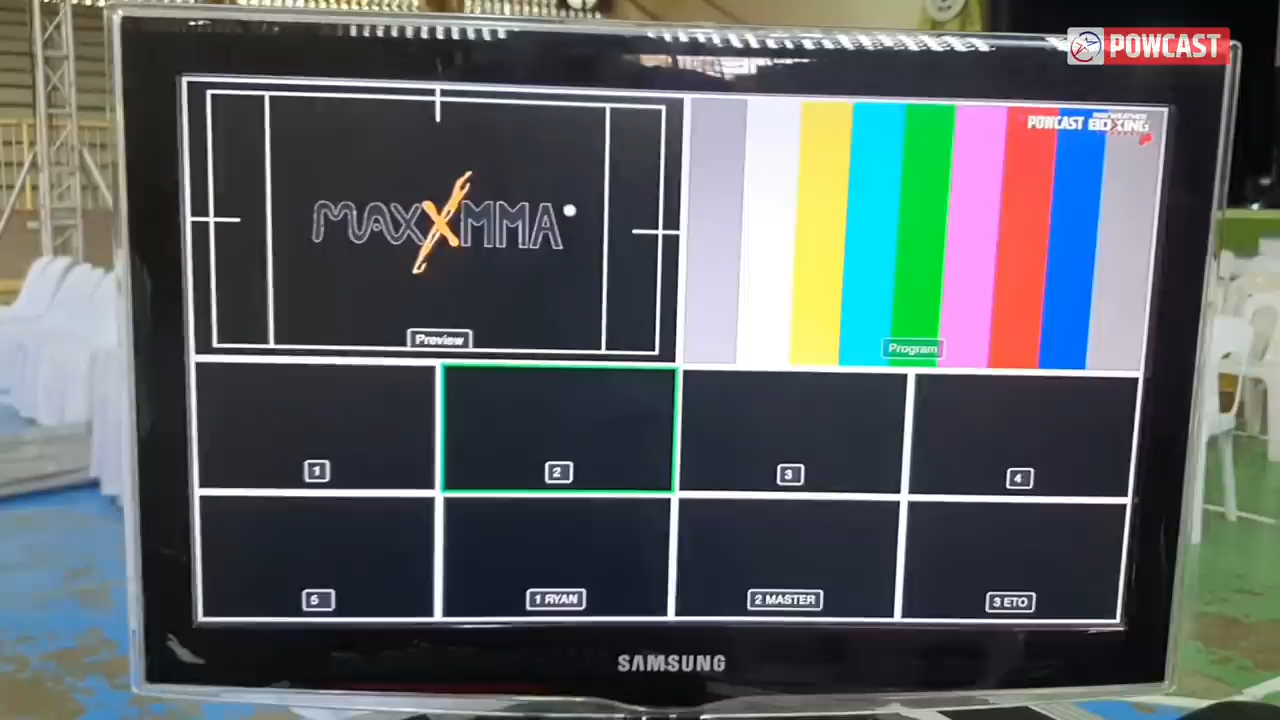 POWCAST
POWCAST BOXING
MAXXMMA
Preview
Program
1
2
3
4
5
1 RYAN
2 MASTER
3 ETO
SAMSUNG